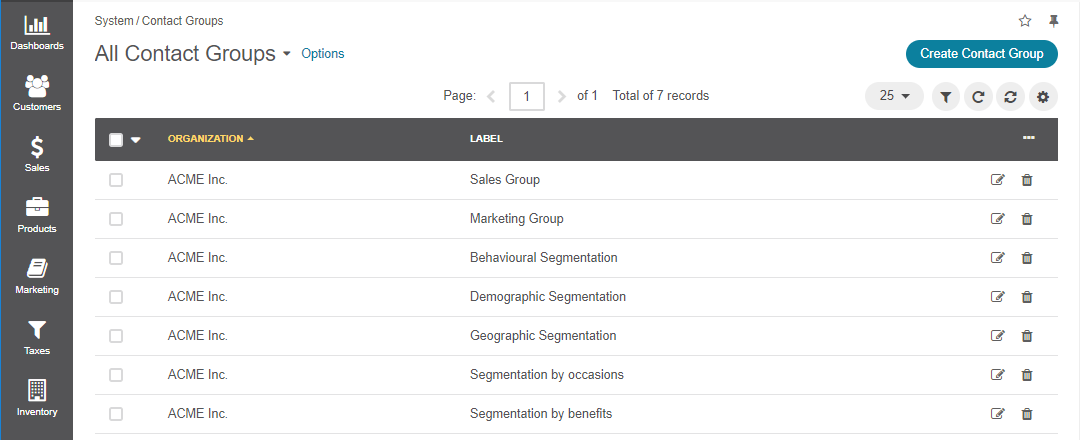 Dashboards
Customers
Sales
Products
Marketing
Taxes
Inventory
System / Contact Groups
All Contact Groups Options
Create Contact Group
Page: 1 of 1 Total of 7 records
25
ORGANIZATION LABEL
ACME Inc. Sales Group
ACME Inc. Marketing Group
ACME Inc. Behavioural Segmentation
ACME Inc. Demographic Segmentation
ACME Inc. Geographic Segmentation
ACME Inc. Segmentation by occasions
ACME Inc. Segmentation by benefits